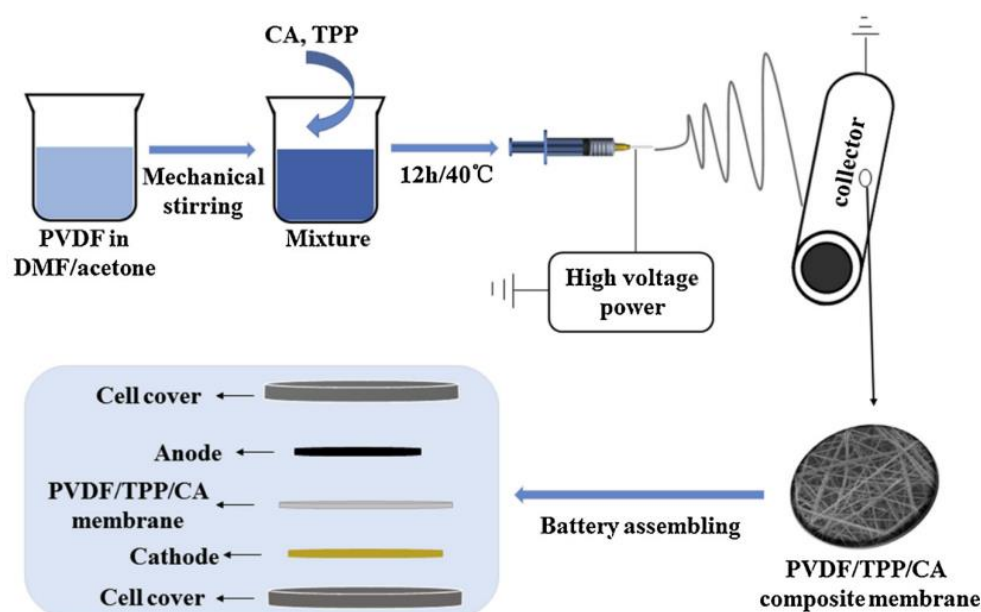 CA, TPP
Mechanical
stirring
12h/40℃
PVDF in
DMF/acetone
Mixture
High voltage
power
collector
Cell cover
Anode
PVDF/TPP/CA
membrane
Cathode
Cell cover
Battery assembling
PVDF/TPP/CA
composite membrane